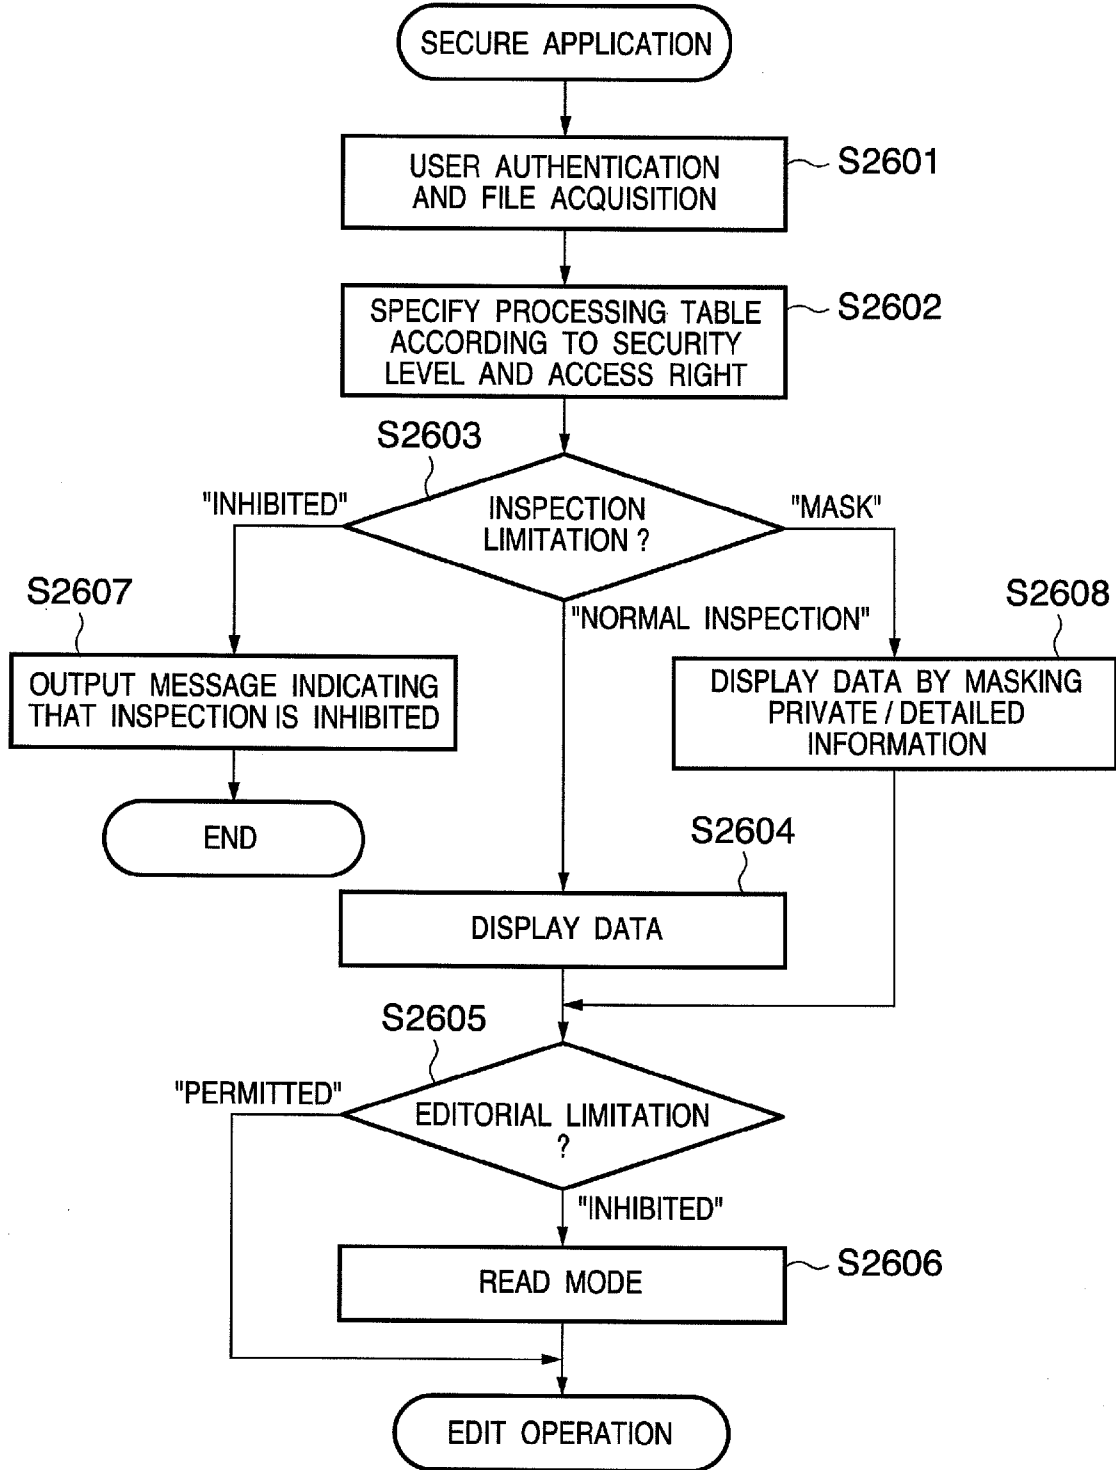 SECURE APPLICATION
USER AUTHENTICATION
AND FILE ACQUISITION
S2601
SPECIFY PROCESSING TABLE
ACCORDING TO SECURITY
LEVEL AND ACCESS RIGHT
S2602
S2603
"INHIBITED"
INSPECTION
LIMITATION ?
"MASK"
S2607
"NORMAL INSPECTION"
S2608
OUTPUT MESSAGE INDICATING
THAT INSPECTION IS INHIBITED
DISPLAY DATA BY MASKING
PRIVATE / DETAILED
INFORMATION
END
S2604
DISPLAY DATA
S2605
"PERMITTED"
EDITORIAL LIMITATION
?
"INHIBITED"
READ MODE
S2606
EDIT OPERATION